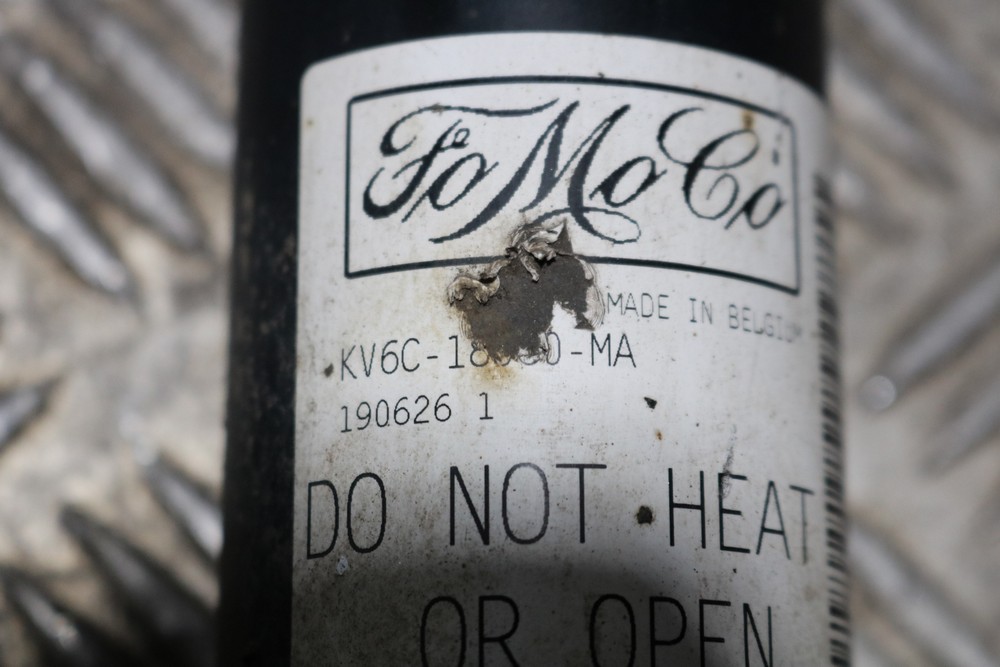 FoMoCo
MADE IN BELGIUM
190626 1
DO NOT HEAT
OR OPEN